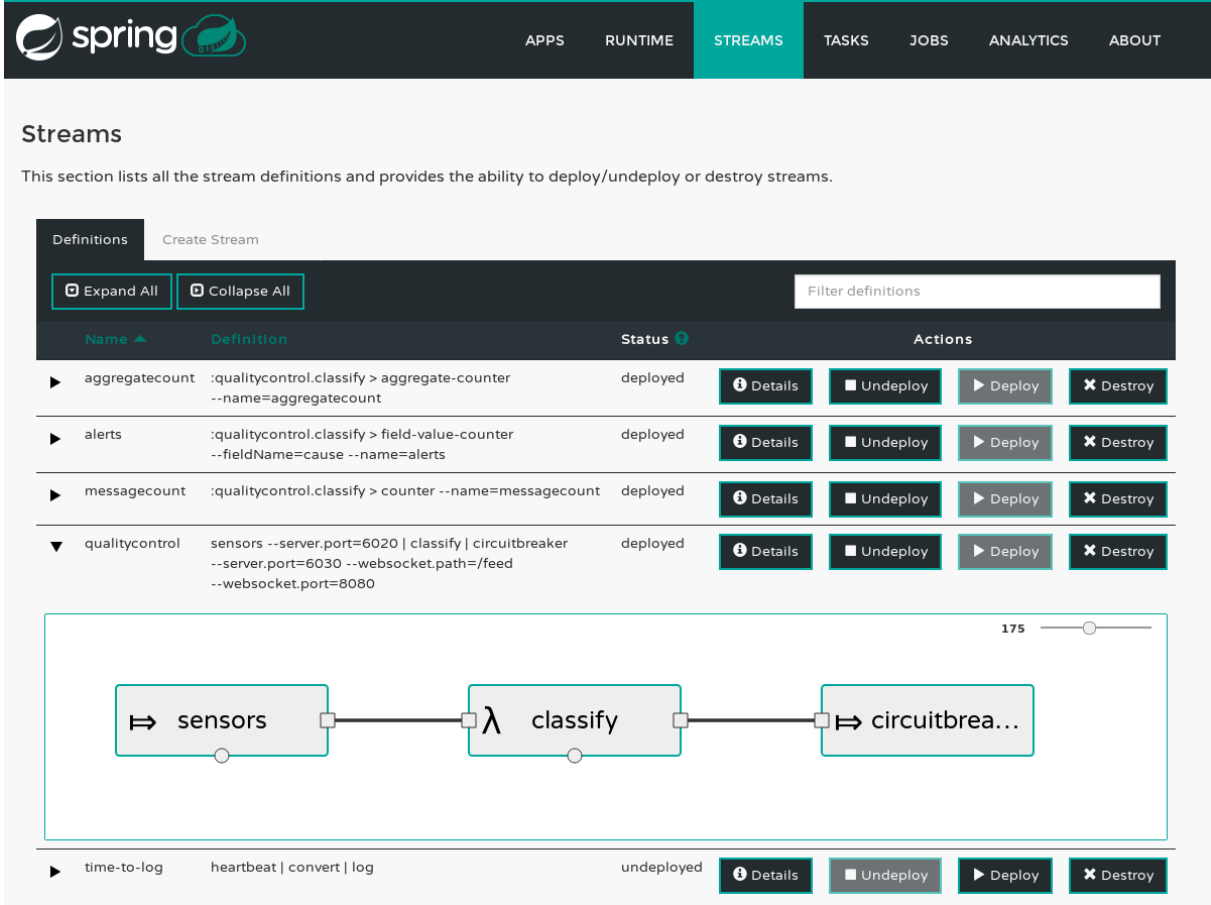 spring
APPS RUNTIME STREAMS TASKS JOBS ANALYTICS ABOUT
Streams
This section lists all the stream definitions and provides the ability to deploy/undeploy or destroy streams.
Definitions Create Stream
Expand All Collapse All Filter definitions
Name Definition Status Actions
aggregatecount :qualitycontrol.classify > aggregate-counter deployed Details Undeploy Deploy Destroy
--name=aggregatecount
alerts :qualitycontrol.classify > field-value-counter deployed Details Undeploy Deploy Destroy
--fieldName=cause --name=alerts
messagecount :qualitycontrol.classify > counter --name=messagecount deployed Details Undeploy Deploy Destroy
qualitycontrol sensors --server.port=6020 | classify | circuitbreaker deployed Details Undeploy Deploy Destroy
--server.port=6030 --websocket.path=/feed
--websocket.port=8080
175
sensors λ classify circuitbrea...
time-to-log heartbeat | convert | log undeployed Details Undeploy Deploy Destroy